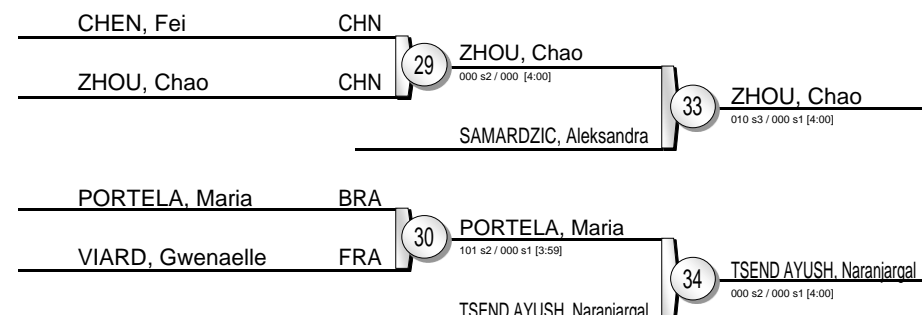 CHEN, Fei CHN
29
ZHOU, Chao
000 s2 / 000 [4:00]
ZHOU, Chao CHN
33
ZHOU, Chao
010 s3 / 000 s1 [4:00]
SAMARDZIC, Aleksandra
PORTELA, Maria BRA
30
PORTELA, Maria
101 s2 / 000 s1 [3:59]
VIARD, Gwenaelle FRA
34
TSEND AYUSH, Naranjargal
000 s2 / 000 s1 [4:00]
TSEND AYUSH, Naranjargal